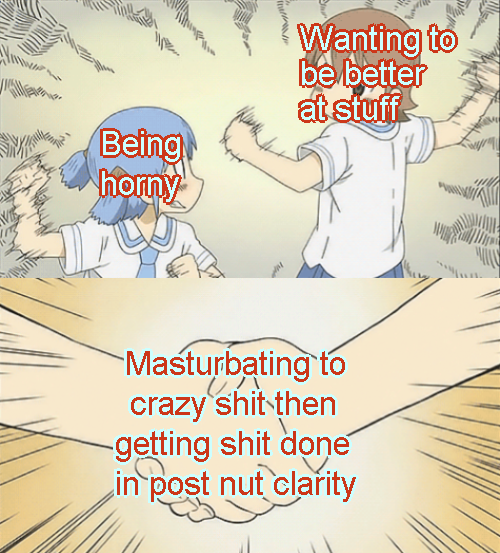 Wanting to
be better
at stuff
Being
horny
Masturbating to
crazy shit then
getting shit done
in post nut clarity